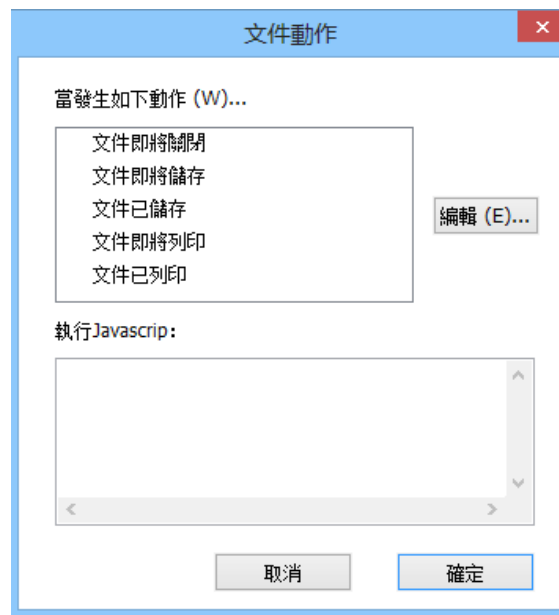 文件動作
當發生如下動作 (W)...
文件即將關閉
文件即將儲存
文件已儲存
文件即將列印
文件已列印
編輯 (E)...
執行Javascrip:
取消
確定